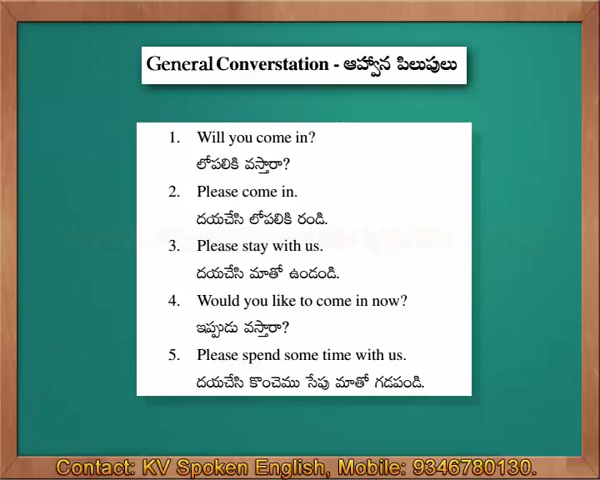 General Converstation - ఆహ్వాన పిలుపులు
1. Will you come in?
లోపలికి వస్తారా?
2. Please come in.
దయచేసి లోపలికి రండి.
3. Please stay with us.
దయచేసి మాతో ఉండండి.
4. Would you like to come in now?
ఇప్పుడు వస్తారా?
5. Please spend some time with us.
దయచేసి కొంచెము సేపు మాతో గడపండి.
Contact: KV Spoken English, Mobile: 9346780130.